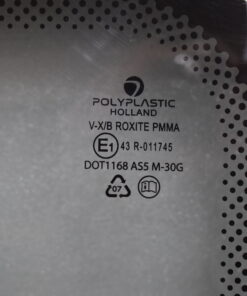 POLYPLASTIC
HOLLAND
V-X/B ROXITE PMMA
E1 43 R-011745
DOT1168 AS5 M-30G
07